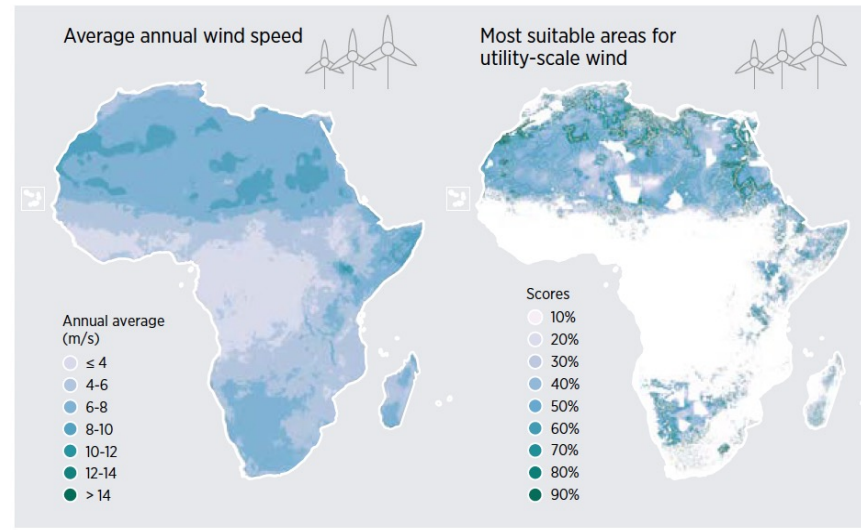 Average annual wind speed
Annual average
(m/s)
≤ 4
4-6
6-8
8-10
10-12
12-14
> 14
Most suitable areas for
utility-scale wind
Scores
10%
20%
30%
40%
50%
60%
70%
80%
90%